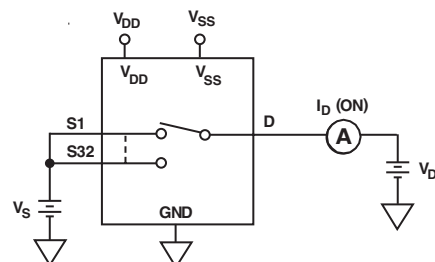 VDD VSS
VDD VSS
S1 D ID (ON)
S32 A
VS GND VD